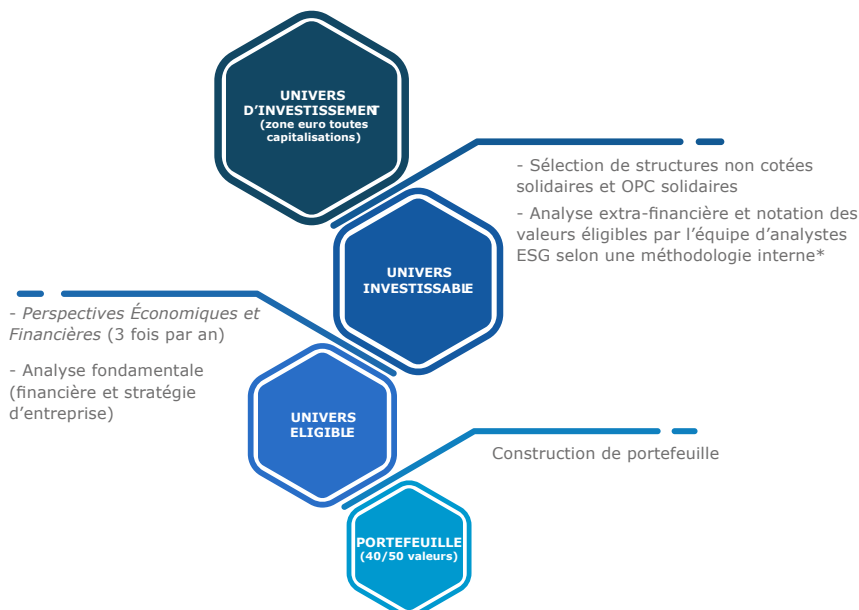 UNIVERS
D'INVESTISSEMENT
(zone euro toutes
capitalisations)
- Sélection de structures non cotées
solidaires et OPC solidaires
- Analyse extra-financière et notation des
valeurs éligibles par l’équipe d’analystes
ESG selon une méthodologie interne*
UNIVERS
INVESTISSABLE
- Perspectives Économiques et
Financières (3 fois par an)
- Analyse fondamentale
(financière et stratégie
d’entreprise)
UNIVERS
ELIGIBLE
Construction de portefeuille
PORTEFEUILLE
(40/50 valeurs)